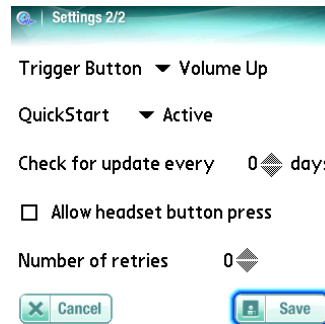 Settings 2/2
Trigger Button Volume Up
QuickStart Active
Check for update every 0 days
Allow headset button press
Number of retries 0
Cancel Save